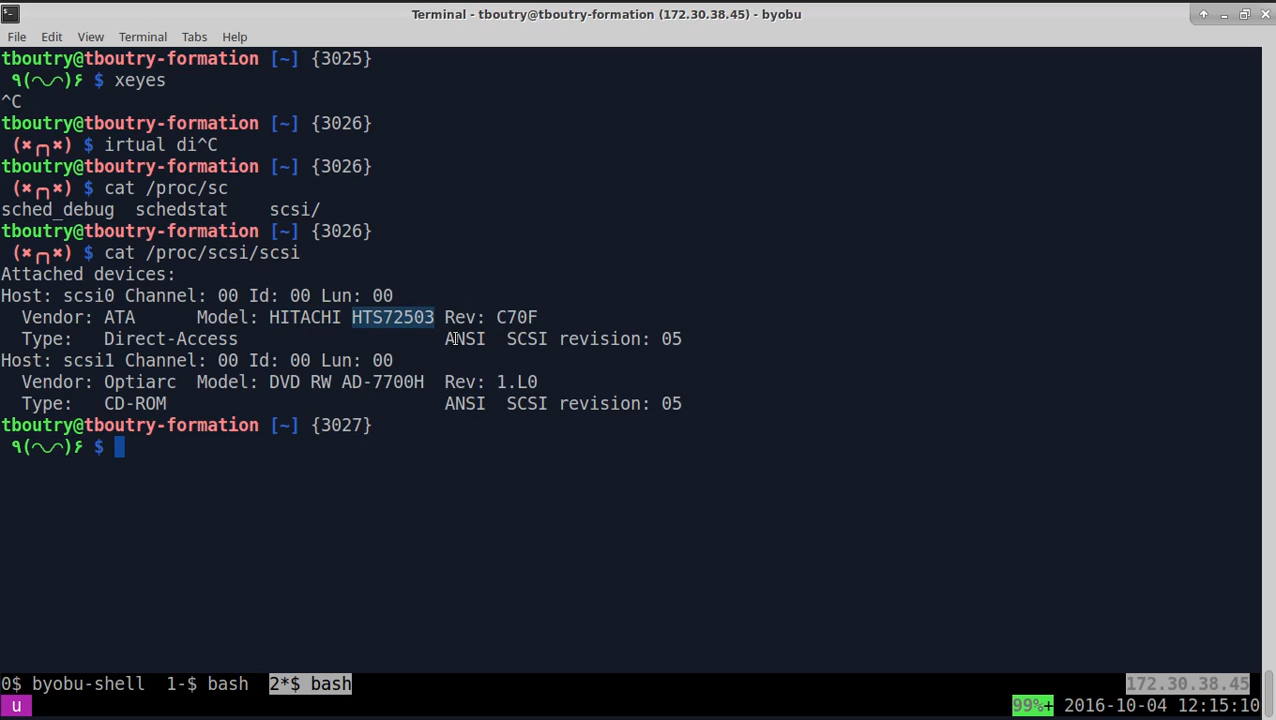 Terminal - tboutry@tboutry-formation (172.30.38.45) - byobu
File Edit View Terminal Tabs Help
tboutry@tboutry-formation [~] {3025}
٩(◠◡◠)۶ $ xeyes
^C
tboutry@tboutry-formation [~] {3026}
(✖╭╮✖) $ irtual di^C
tboutry@tboutry-formation [~] {3026}
(✖╭╮✖) $ cat /proc/sc
sched_debug schedstat scsi/
tboutry@tboutry-formation [~] {3026}
(✖╭╮✖) $ cat /proc/scsi/scsi
Attached devices:
Host: scsi0 Channel: 00 Id: 00 Lun: 00
Vendor: ATA Model: HITACHI HTS72503 Rev: C70F
Type: Direct-Access ANSI SCSI revision: 05
Host: scsi1 Channel: 00 Id: 00 Lun: 00
Vendor: Optiarc Model: DVD RW AD-7700H Rev: 1.L0
Type: CD-ROM ANSI SCSI revision: 05
tboutry@tboutry-formation [~] {3027}
٩(◠◡◠)۶ $
0$ byobu-shell 1-$ bash 2*$ bash 172.30.38.45
u 99%+ 2016-10-04 12:15:10